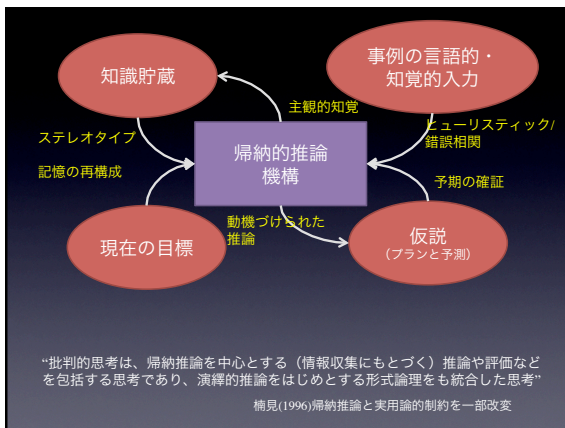 知識貯蔵
事例の言語的・
知覚的入力
主観的知覚
ステレオタイプ
ヒューリスティック/
錯誤相関
帰納的推論
機構
記憶の再構成
予期の確証
動機づけられた
推論
現在の目標
仮説
（プランと予測）
“批判的思考は、帰納推論を中心とする（情報収集にもとづく）推論や評価など
を包括する思考であり、演繹的推論をはじめとする形式論理をも統合した思考”
楠見(1996)帰納推論と実用論的制約を一部改変